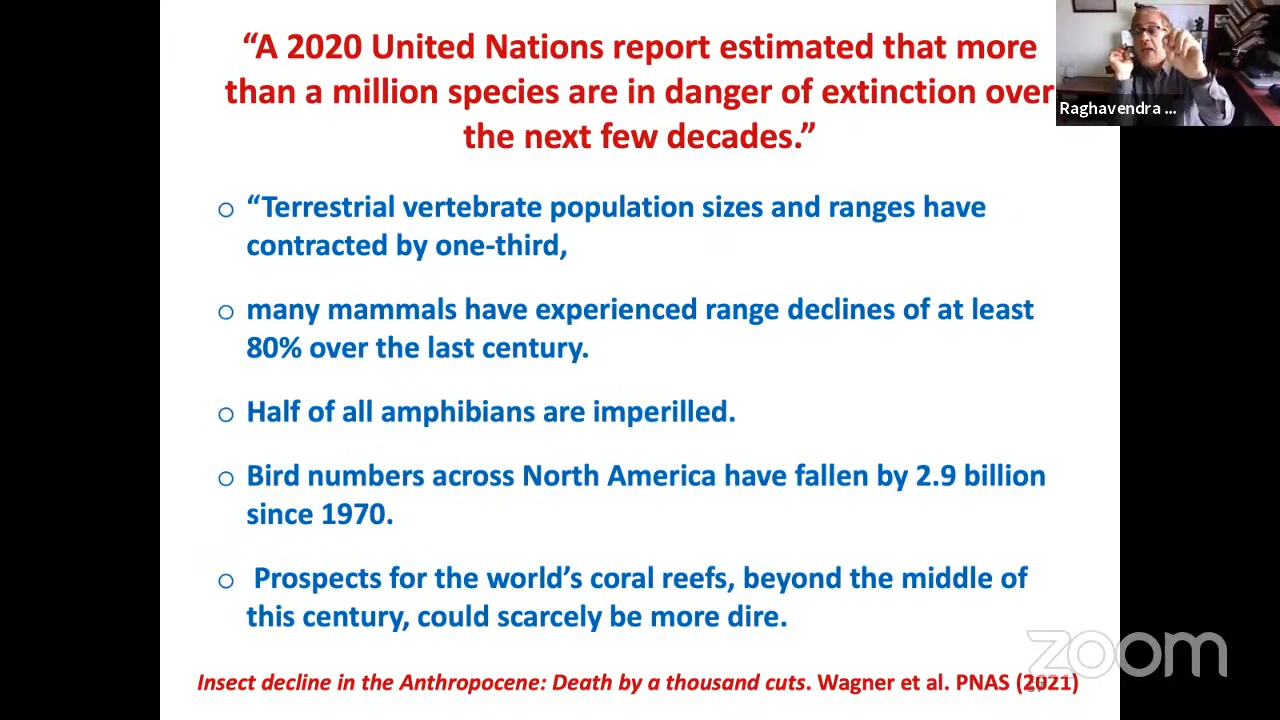 “A 2020 United Nations report estimated that more
than a million species are in danger of extinction over
the next few decades.”
Raghavendra ...
○ “Terrestrial vertebrate population sizes and ranges have
contracted by one-third,
○ many mammals have experienced range declines of at least
80% over the last century.
○ Half of all amphibians are imperilled.
○ Bird numbers across North America have fallen by 2.9 billion
since 1970.
○ Prospects for the world’s coral reefs, beyond the middle of
this century, could scarcely be more dire.
zoom
Insect decline in the Anthropocene: Death by a thousand cuts. Wagner et al. PNAS (2021)